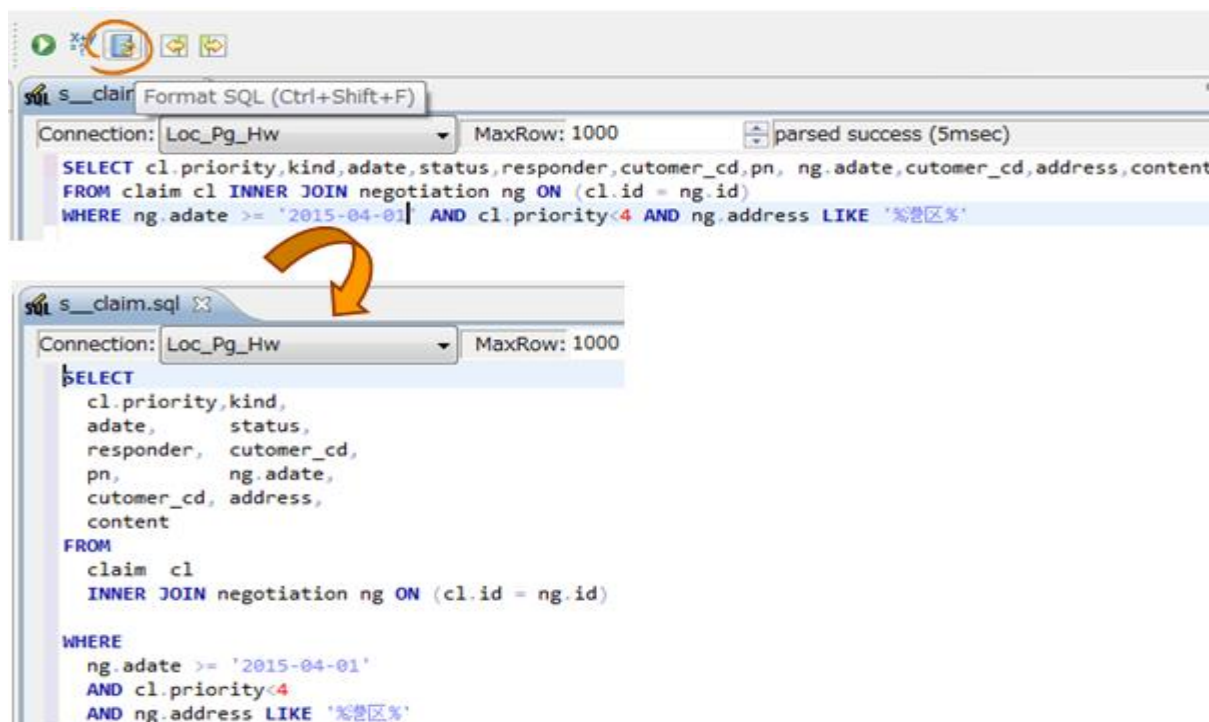 SQL s__clair Format SQL (Ctrl+Shift+F)
Connection: Loc_Pg_Hw MaxRow: 1000 parsed success (5msec)
SELECT cl.priority,kind,adate,status,responder,cutomer_cd,pn, ng.adate,cutomer_cd,address,content
FROM claim cl INNER JOIN negotiation ng ON (cl.id = ng.id)
WHERE ng.adate >= '2015-04-01' AND cl.priority<4 AND ng.address LIKE '%港区%'
SQL s__claim.sql
Connection: Loc_Pg_Hw MaxRow: 1000
SELECT
cl.priority,kind,
adate, status,
responder, cutomer_cd,
pn, ng.adate,
cutomer_cd, address,
content
FROM
claim cl
INNER JOIN negotiation ng ON (cl.id = ng.id)
WHERE
ng.adate >= '2015-04-01'
AND cl.priority<4
AND ng.address LIKE '%港区%'